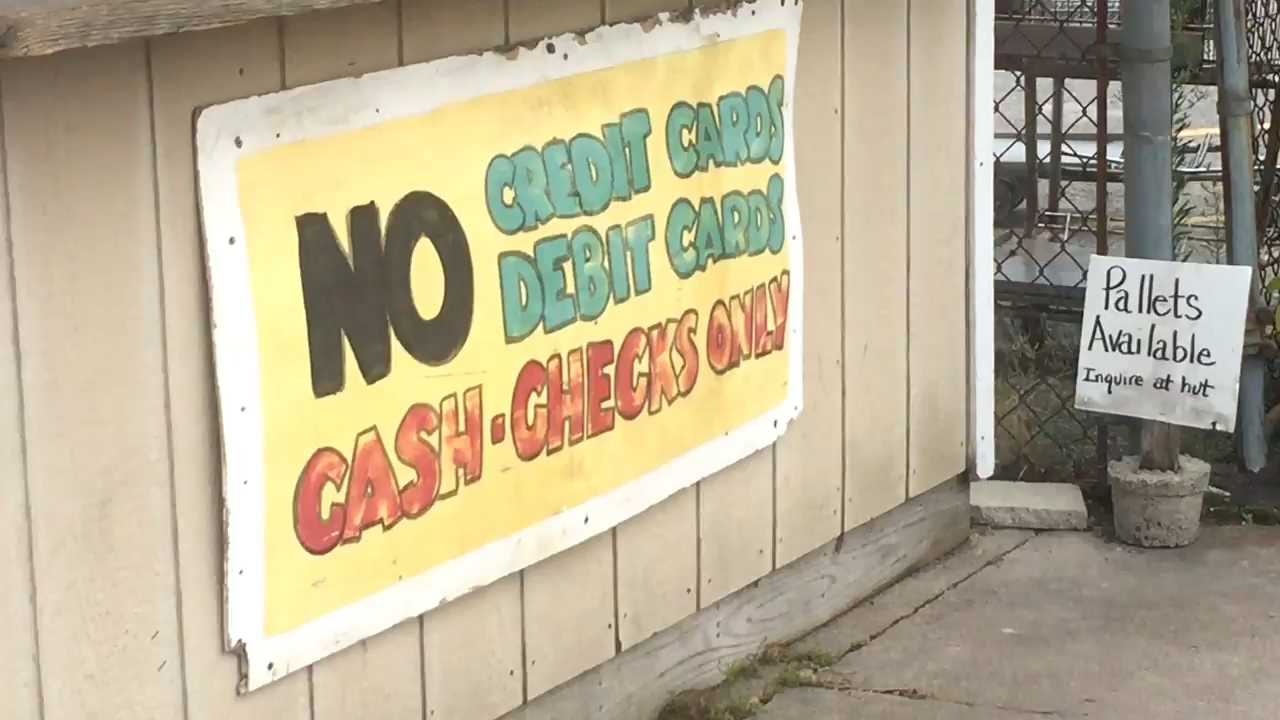 NO CREDIT CARDS
DEBIT CARDS
CASH·CHECKS ONLY
Pallets
Available
Inquire at hut